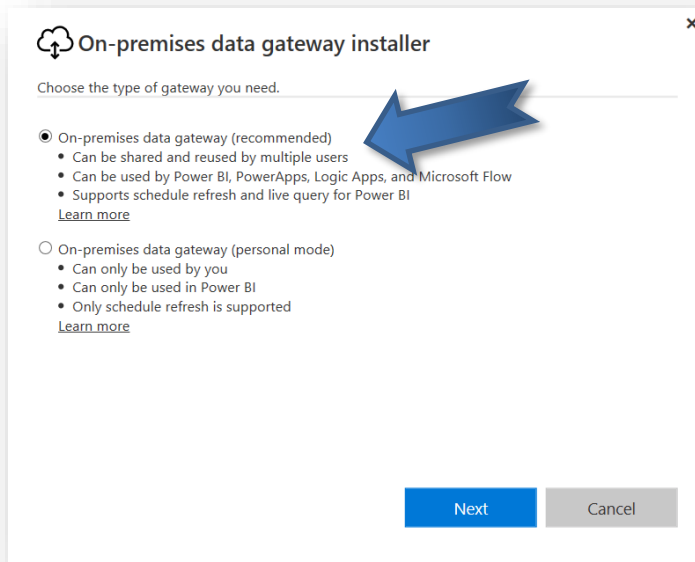 On-premises data gateway installer
Choose the type of gateway you need.
On-premises data gateway (recommended)
• Can be shared and reused by multiple users
• Can be used by Power BI, PowerApps, Logic Apps, and Microsoft Flow
• Supports schedule refresh and live query for Power BI
Learn more
On-premises data gateway (personal mode)
• Can only be used by you
• Can only be used in Power BI
• Only schedule refresh is supported
Learn more
Next Cancel